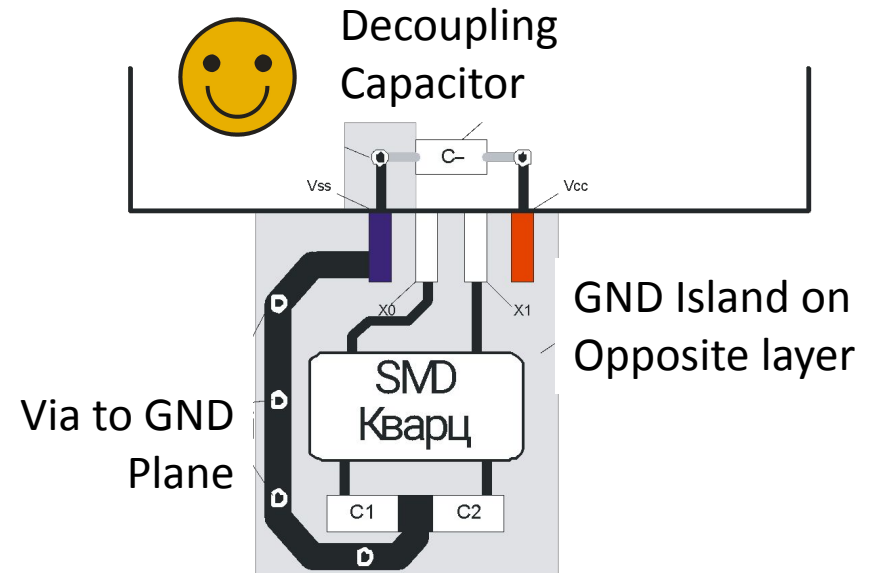 Decoupling
Capacitor
C–
Vss
Vcc
X0
X1
GND Island on
Opposite layer
SMD
Кварц
Via to GND
Plane
C1
C2